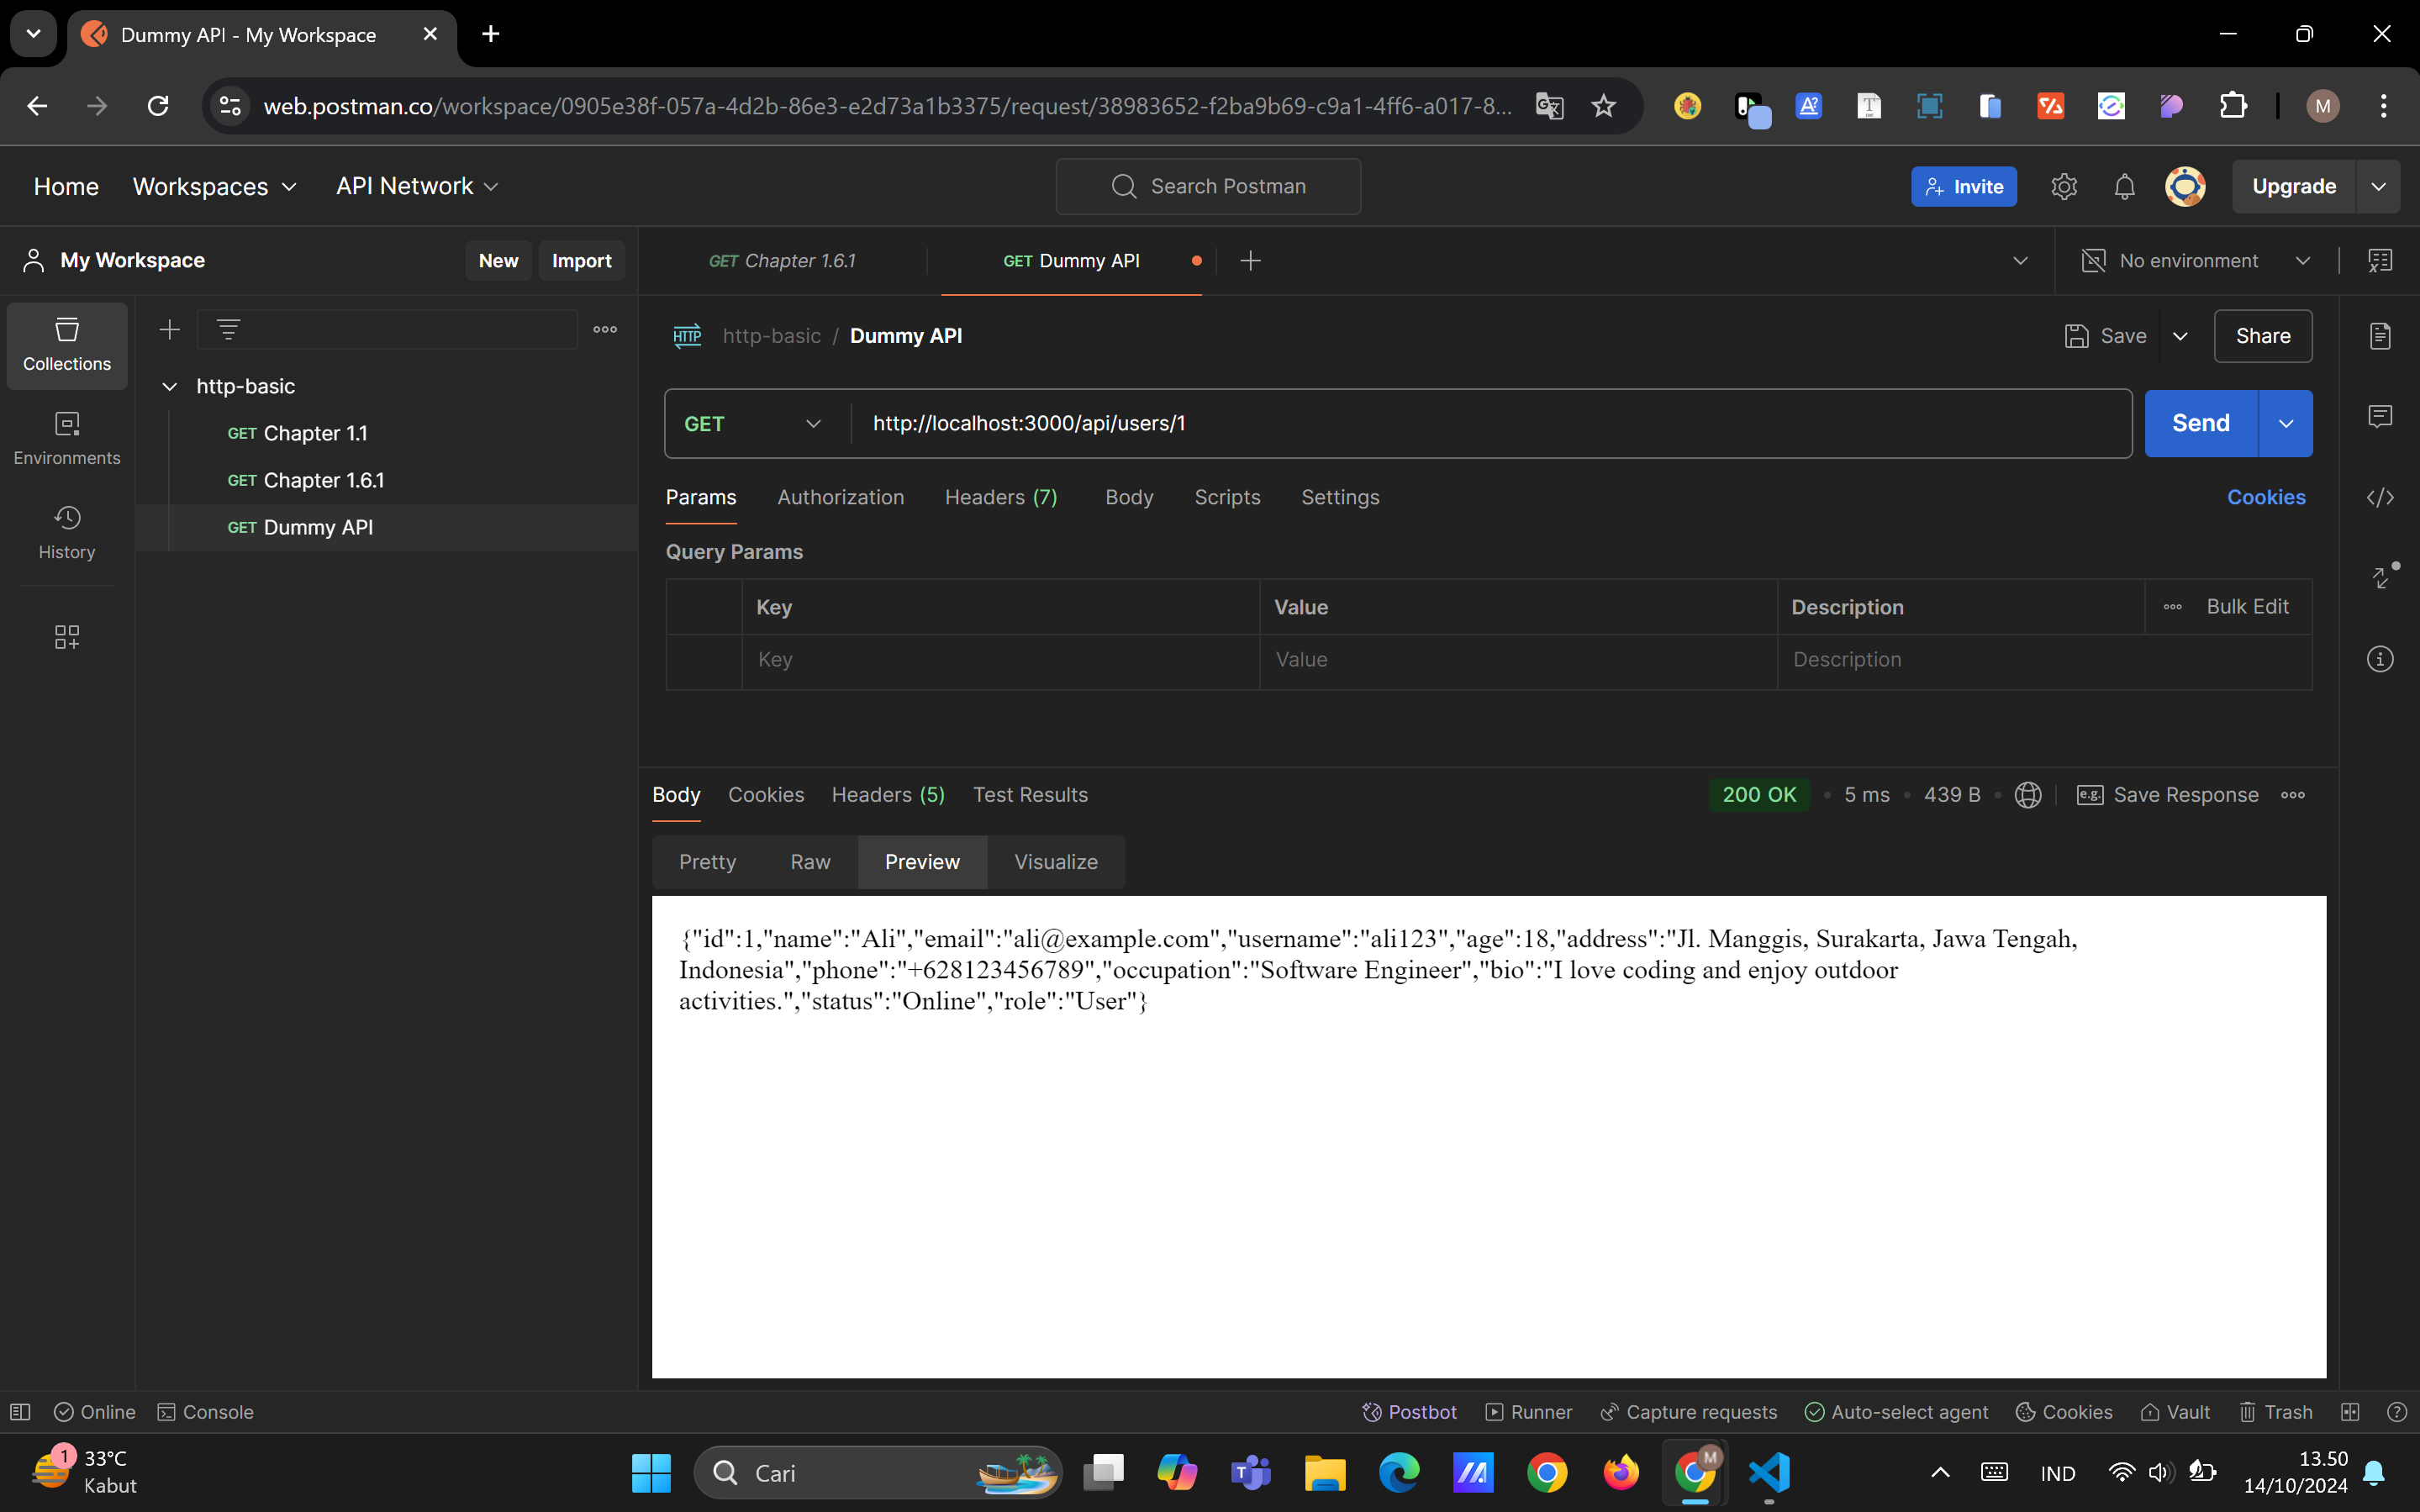 Dummy API - My Workspace
web.postman.co/workspace/0905e38f-057a-4d2b-86e3-e2d73a1b3375/request/38983652-f2ba9b69-c9a1-4ff6-a017-8...
M
Home Workspaces API Network
Search Postman
Invite
Upgrade
My Workspace
New
Import
GET Chapter 1.6.1
GET Dummy API
No environment
Collections
Environments
History
http-basic
GET Chapter 1.1
GET Chapter 1.6.1
GET Dummy API
HTTP http-basic / Dummy API
Save
Share
GET http://localhost:3000/api/users/1
Send
Params Authorization Headers (7) Body Scripts Settings Cookies
Query Params
Key Value Description Bulk Edit
Key Value Description
Body Cookies Headers (5) Test Results
200 OK 5 ms 439 B e.g. Save Response
Pretty Raw Preview Visualize
{"id":1,"name":"Ali","email":"ali@example.com","username":"ali123","age":18,"address":"Jl. Manggis, Surakarta, Jawa Tengah,
Indonesia","phone":"+628123456789","occupation":"Software Engineer","bio":"I love coding and enjoy outdoor
activities.","status":"Online","role":"User"}
Online Console
Postbot Runner Capture requests Auto-select agent Cookies Vault Trash
1
33°C
Kabut
Cari
M
IND
13.50
14/10/2024